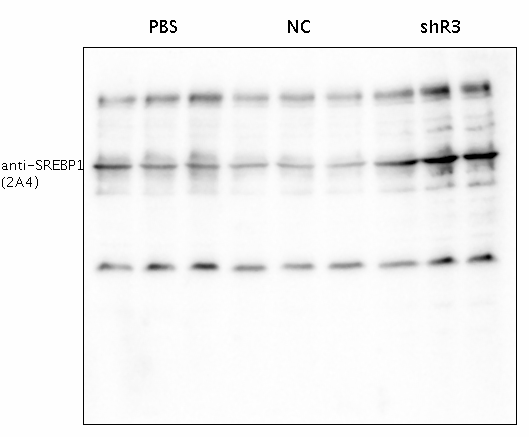 PBS NC shR3
anti-SREBP1
(2A4)